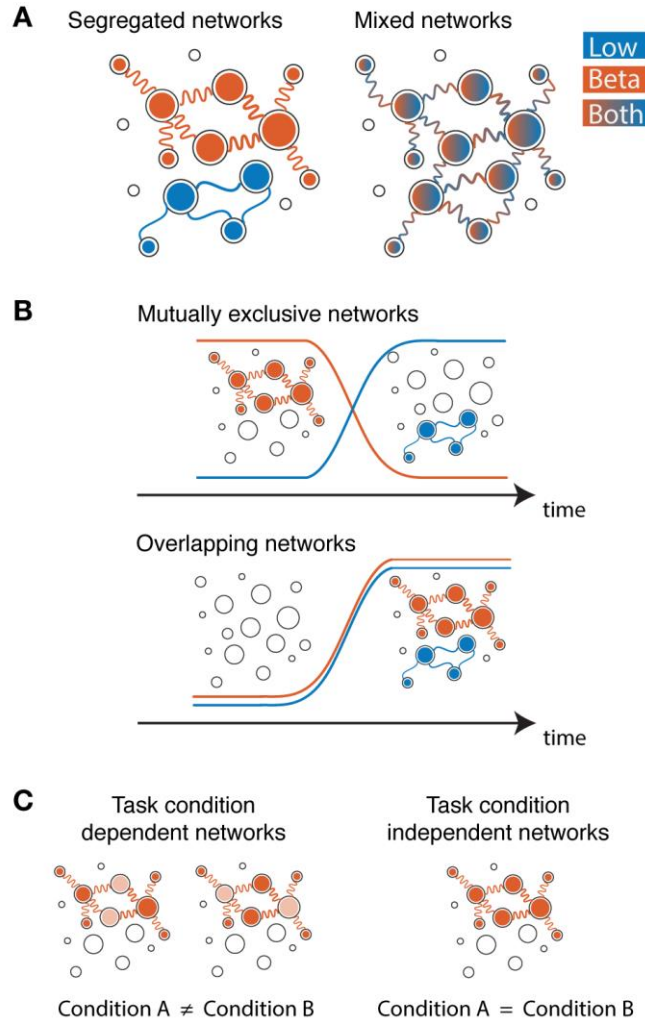 A
Segregated networks
Mixed networks
Low
Beta
Both
B
Mutually exclusive networks
time
Overlapping networks
time
C
Task condition
dependent networks
Task condition
independent networks
Condition A ≠ Condition B
Condition A = Condition B